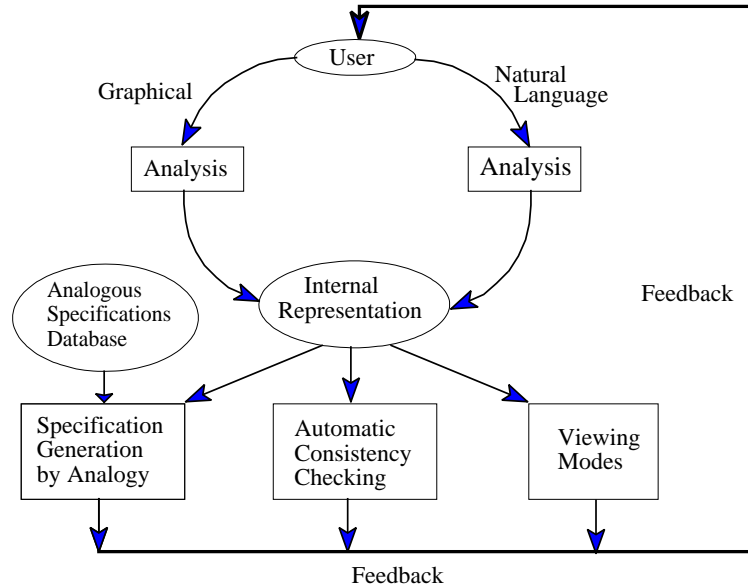 User
Graphical
Natural
Language
Analysis
Analysis
Internal
Representation
Analogous
Specifications
Database
Feedback
Specification
Generation
by Analogy
Automatic
Consistency
Checking
Viewing
Modes
Feedback